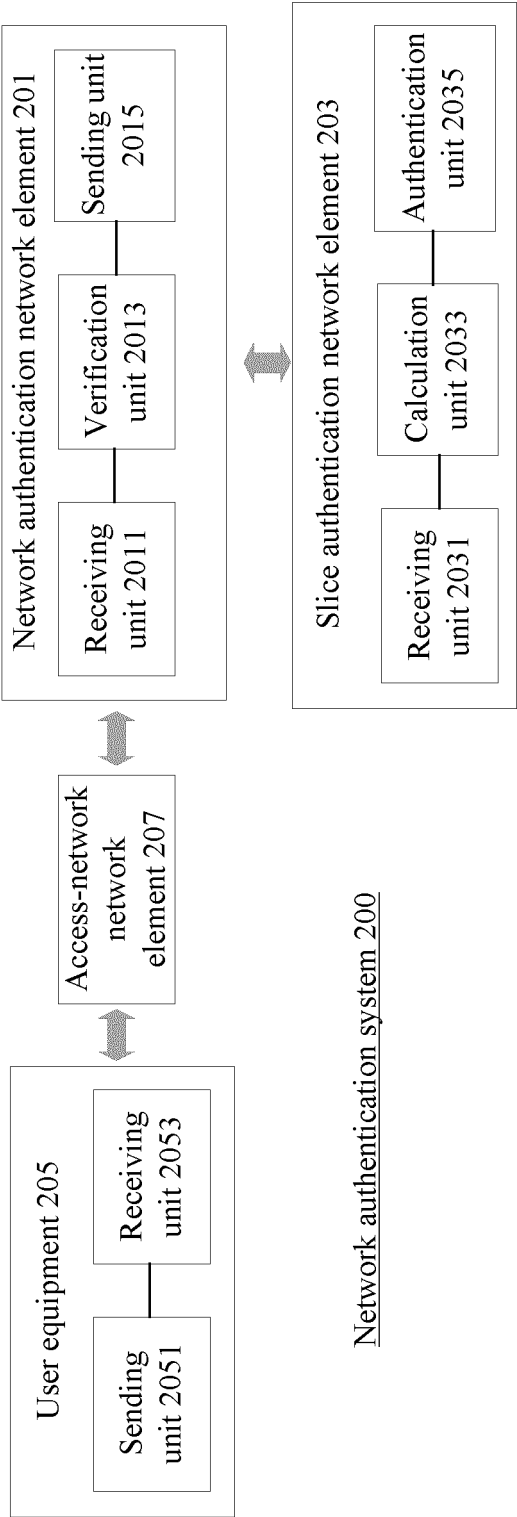 User equipment 205
Sending
unit 2051
Receiving
unit 2053
Access-network
network
element 207
Network authentication network element 201
Receiving
unit 2011
Verification
unit 2013
Sending unit
2015
Slice authentication network element 203
Receiving
unit 2031
Calculation
unit 2033
Authentication
unit 2035
Network authentication system 200